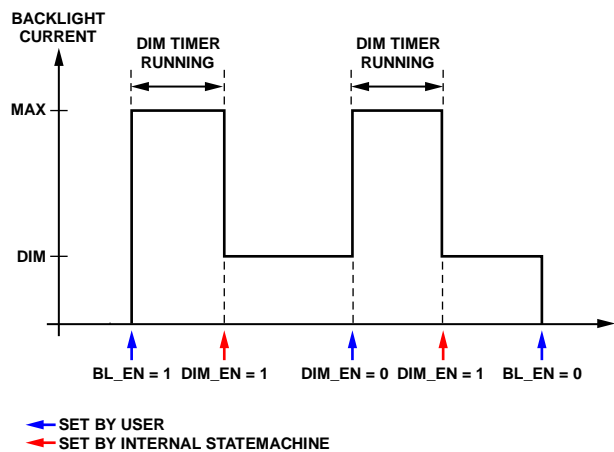 BACKLIGHT
CURRENT
DIM TIMER
RUNNING
DIM TIMER
RUNNING
MAX
DIM
BL_EN = 1
DIM_EN = 1
DIM_EN = 0
DIM_EN = 1
BL_EN = 0
SET BY USER
SET BY INTERNAL STATEMACHINE